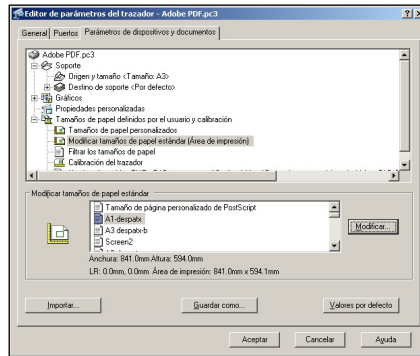 Editor de parámetros del trazador - Adobe PDF.pc3
General Puertos Parámetros de dispositivos y documentos
Adobe PDF.pc3
Soporte
Origen y tamaño <Tamaño: A3>
Destino de soporte <Por defecto>
Gráficos
Propiedades personalizadas
Tamaños de papel definidos por el usuario y calibración
Tamaños de papel personalizados
Modificar tamaños de papel estándar (Área de impresión)
Filtrar los tamaños de papel
Calibración del trazador
Modificar tamaños de papel estándar
Tamaño de página personalizado de PostScript
A1-despatx
A3 despatx-b
Screen2
Modificar...
Anchura: 841.0mm Altura: 594.0mm
LR: 0.0mm, 0.0mm Área de impresión: 841.0mm x 594.1mm
Importar... Guardar como... Valores por defecto
Aceptar Cancelar Ayuda